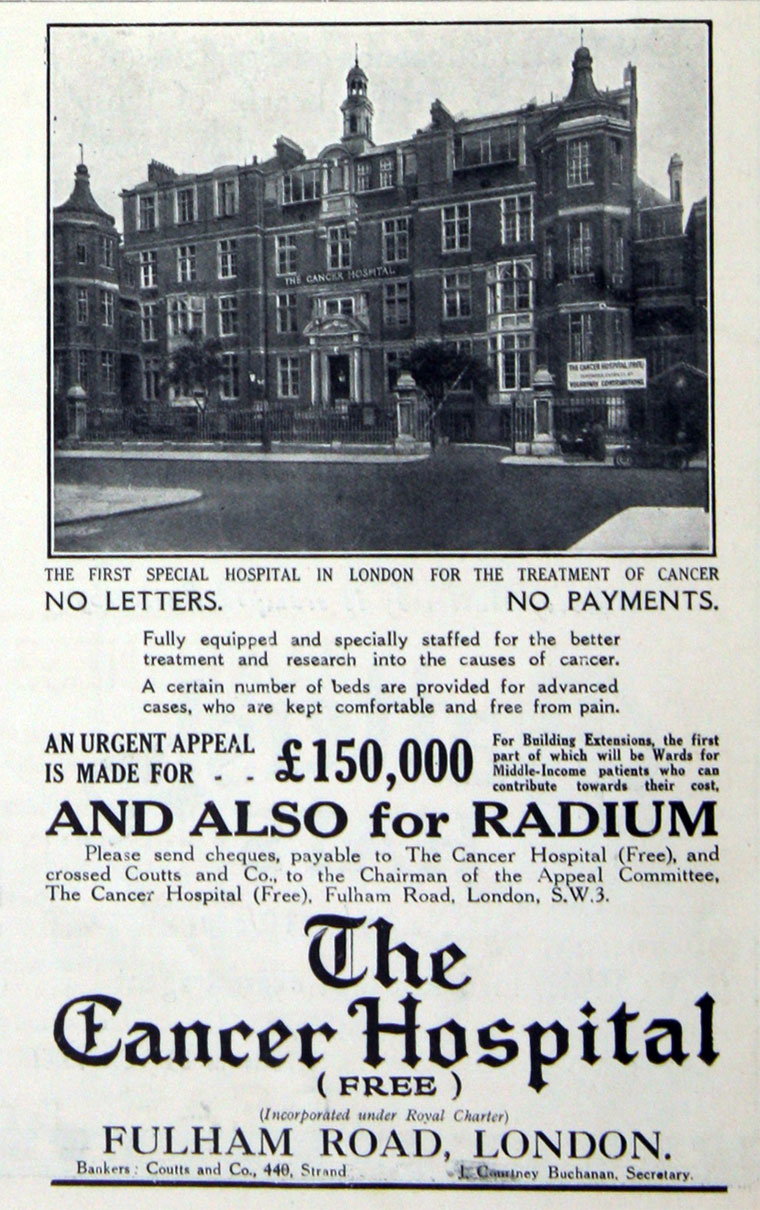 THE CANCER HOSPITAL
THE CANCER HOSPITAL (FREE)
VOLUNTARY CONTRIBUTIONS.
THE FIRST SPECIAL HOSPITAL IN LONDON FOR THE TREATMENT OF CANCER
NO LETTERS. NO PAYMENTS.
Fully equipped and specially staffed for the better
treatment and research into the causes of cancer.
A certain number of beds are provided for advanced
cases, who are kept comfortable and free from pain.
AN URGENT APPEAL
IS MADE FOR - - £150,000
For Building Extensions, the first
part of which will be Wards for
Middle-Income patients who can
contribute towards their cost,
AND ALSO for RADIUM
Please send cheques, payable to The Cancer Hospital (Free), and
crossed Coutts and Co., to the Chairman of the Appeal Committee,
The Cancer Hospital (Free), Fulham Road, London, S.W.3.
The
Cancer Hospital
(FREE)
(Incorporated under Royal Charter)
FULHAM ROAD, LONDON.
Bankers: Coutts and Co., 440, Strand J. Courtney Buchanan, Secretary.